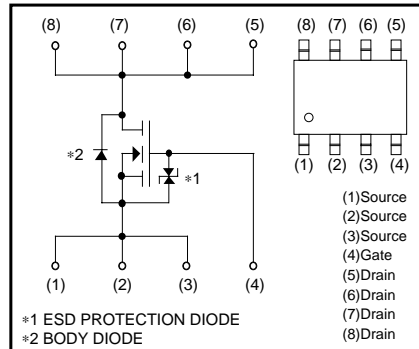 (8) (7) (6) (5)
∗2
∗1
(1) (2) (3) (4)
∗1 ESD PROTECTION DIODE
∗2 BODY DIODE
(8) (7) (6) (5)
(1) (2) (3) (4)
(1)Source
(2)Source
(3)Source
(4)Gate
(5)Drain
(6)Drain
(7)Drain
(8)Drain